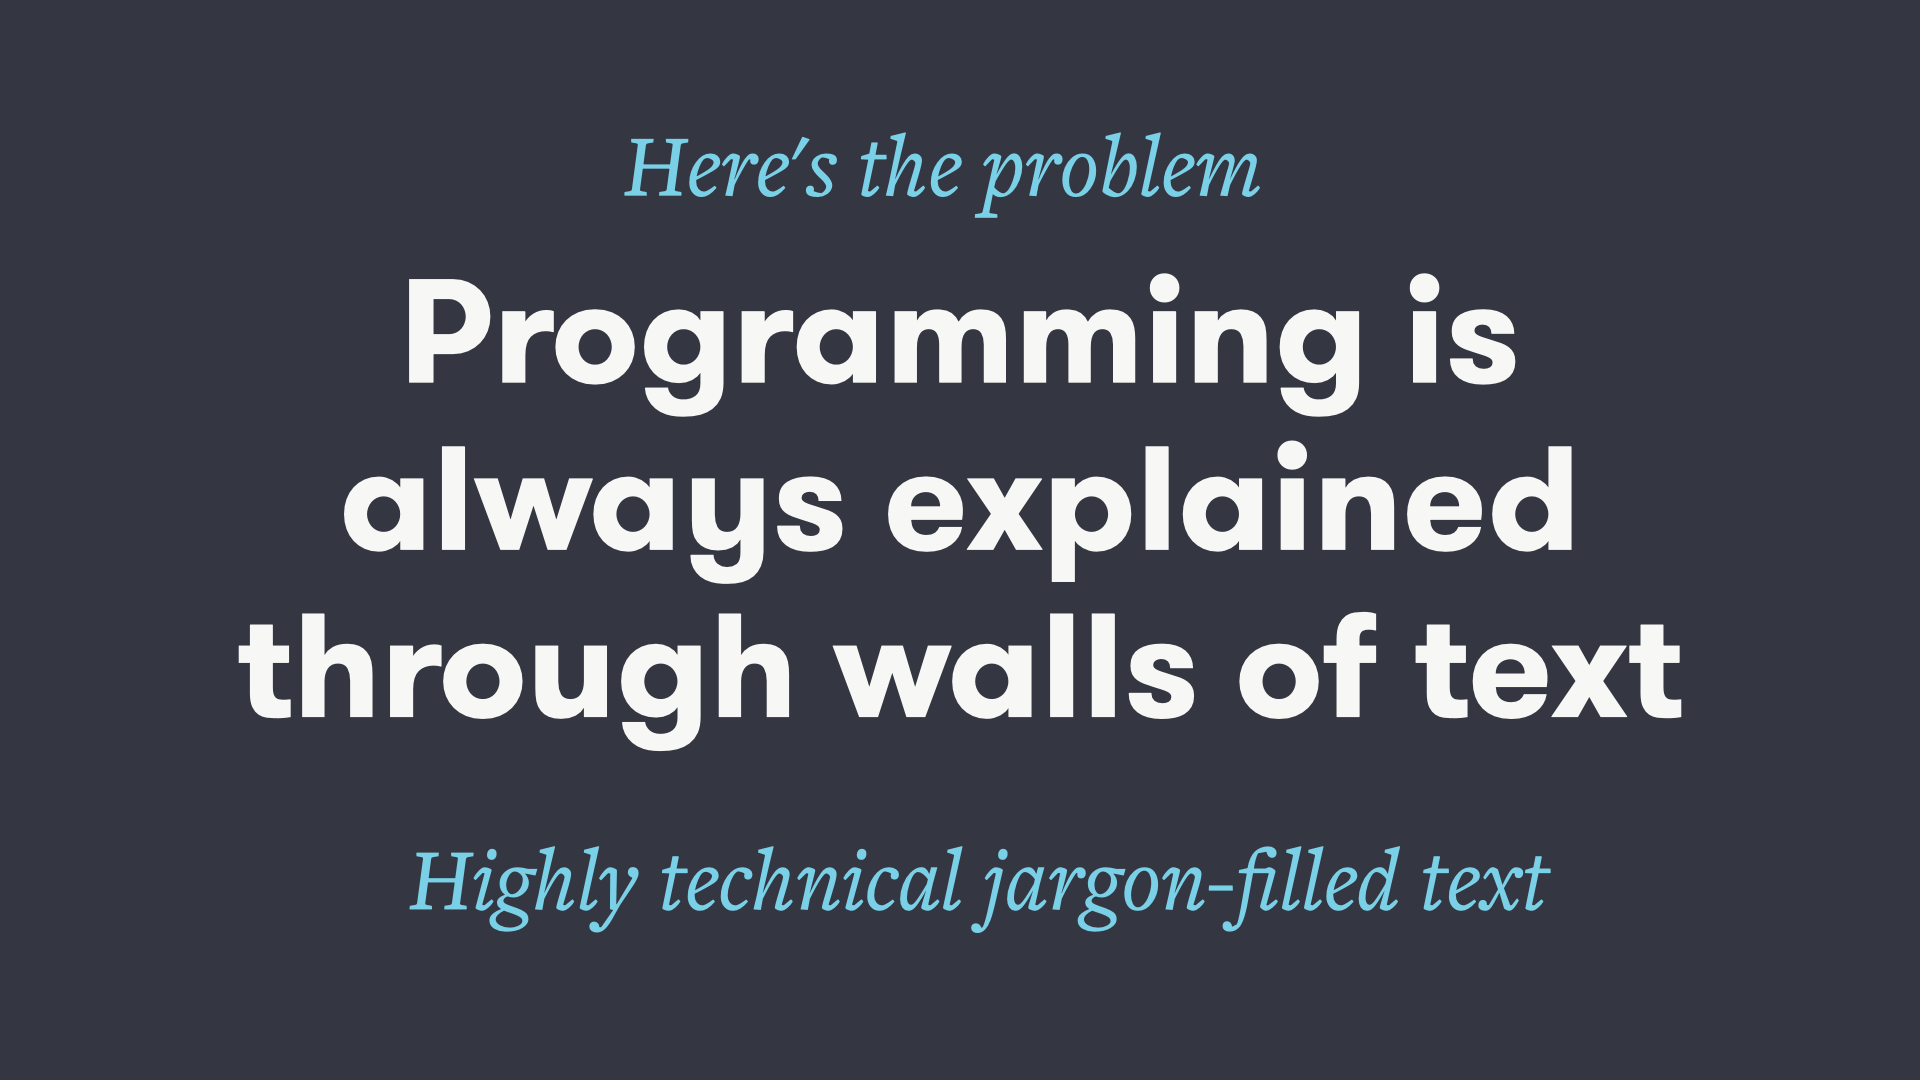 Here's the problem
Programming is
always explained
through walls of text
Highly technical jargon-filled text